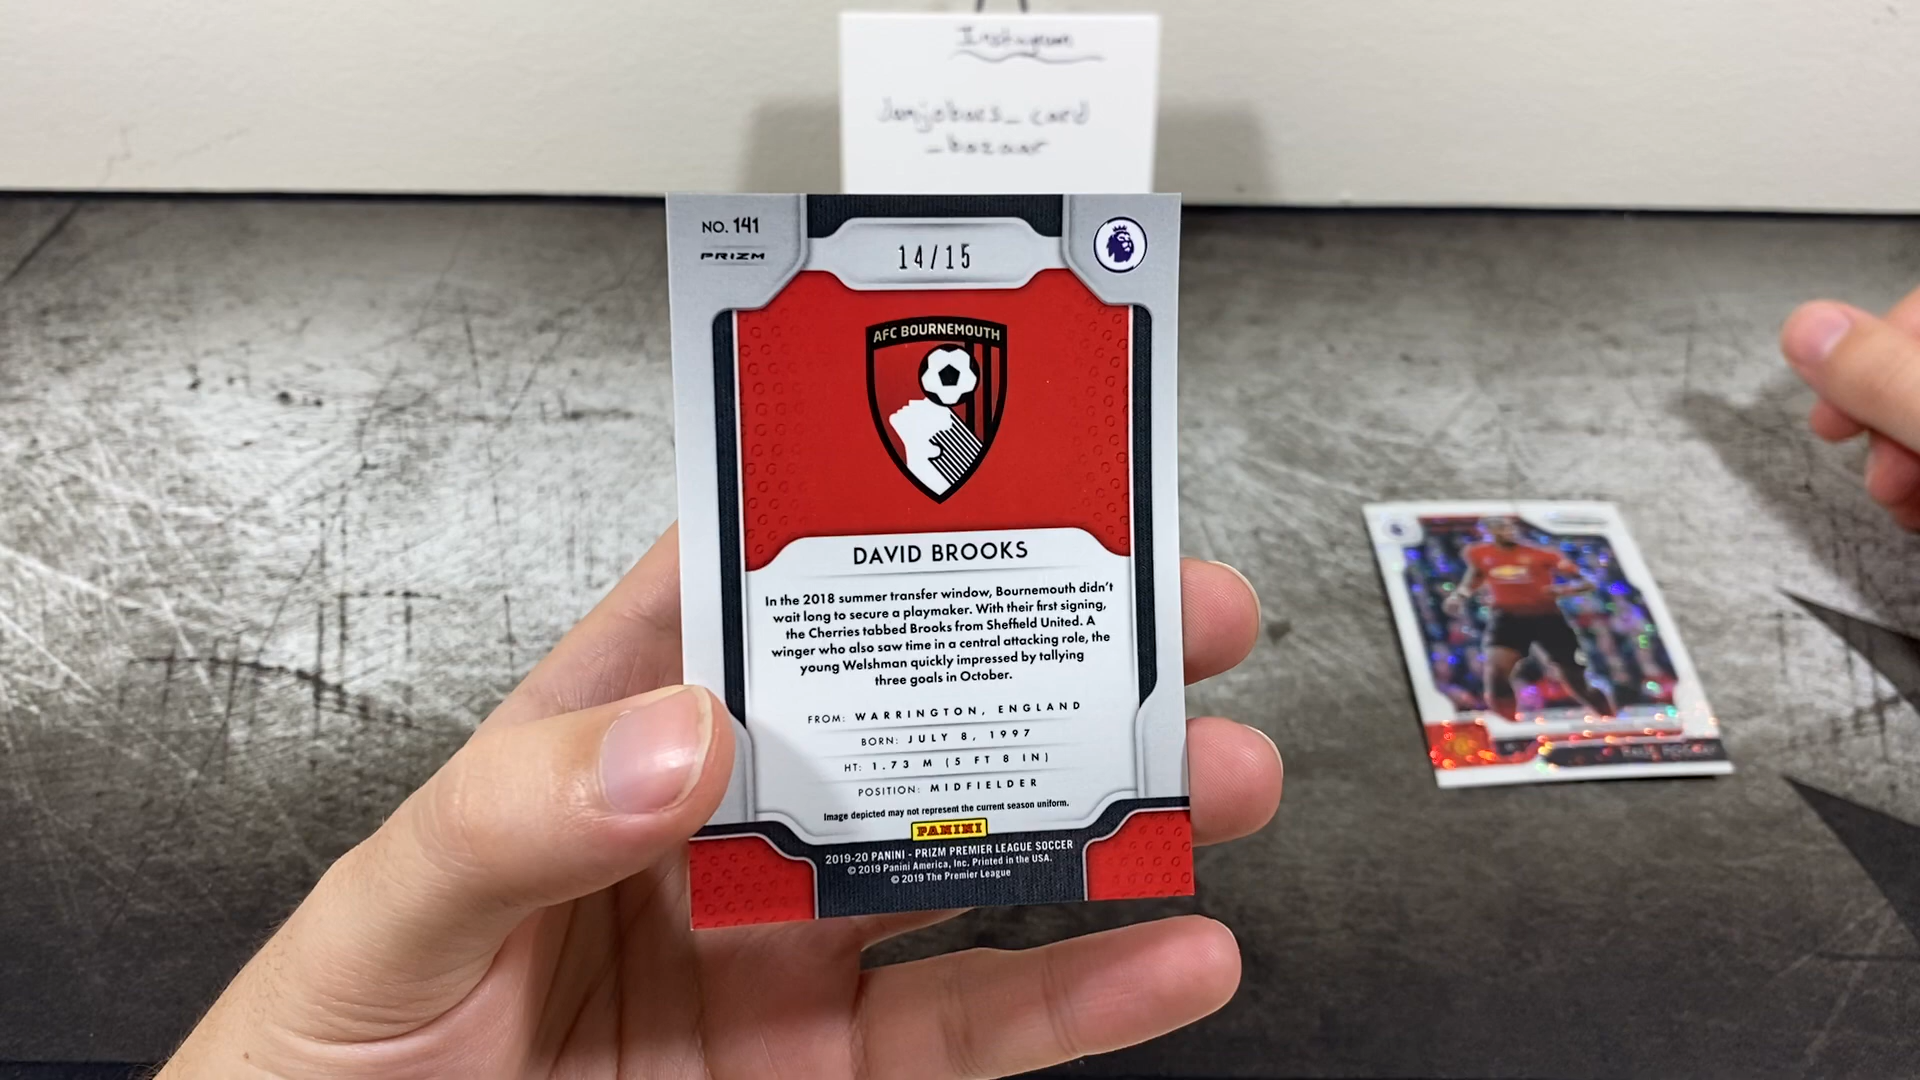 Instagram
NO. 141
PRIZM
14/15
AFC BOURNEMOUTH
DAVID BROOKS
In the 2018 summer transfer window, Bournemouth didn't
wait long to secure a playmaker. With their first signing,
the Cherries tabbed Brooks from Sheffield United. A
winger who also saw time in a central attacking role, the
young Welshman quickly impressed by tallying
three goals in October.
FROM: WARRINGTON, ENGLAND
BORN: JULY 8, 1997
HT: 1.73 M (5 FT 8 IN)
POSITION: MIDFIELDER
Image depicted may not represent the current season uniform.
PANINI
2019-20 PANINI - PRIZM PREMIER LEAGUE SOCCER
© 2019 Panini America, Inc. Printed in the USA.
© 2019 The Premier League